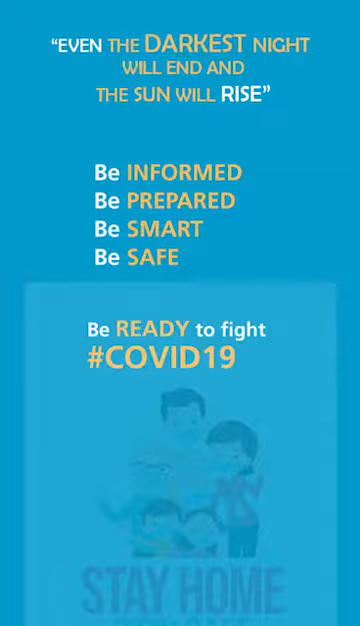 “EVEN THE DARKEST NIGHT
WILL END AND
THE SUN WILL RISE”
Be INFORMED
Be PREPARED
Be SMART
Be SAFE
Be READY to fight
#COVID19
STAY HOME